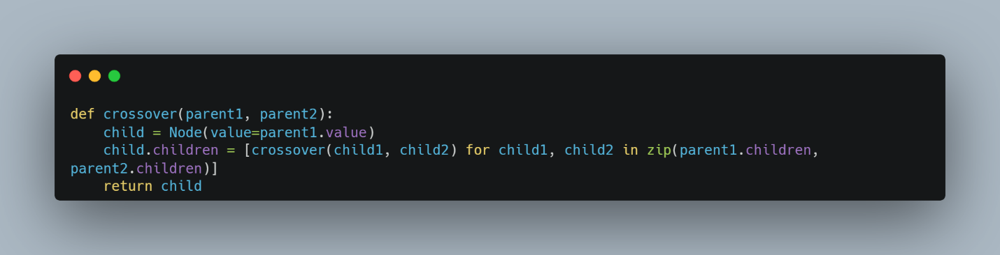 def crossover(parent1, parent2):
    child = Node(value=parent1.value)
    child.children = [crossover(child1, child2) for child1, child2 in zip(parent1.children,
parent2.children)]
    return child